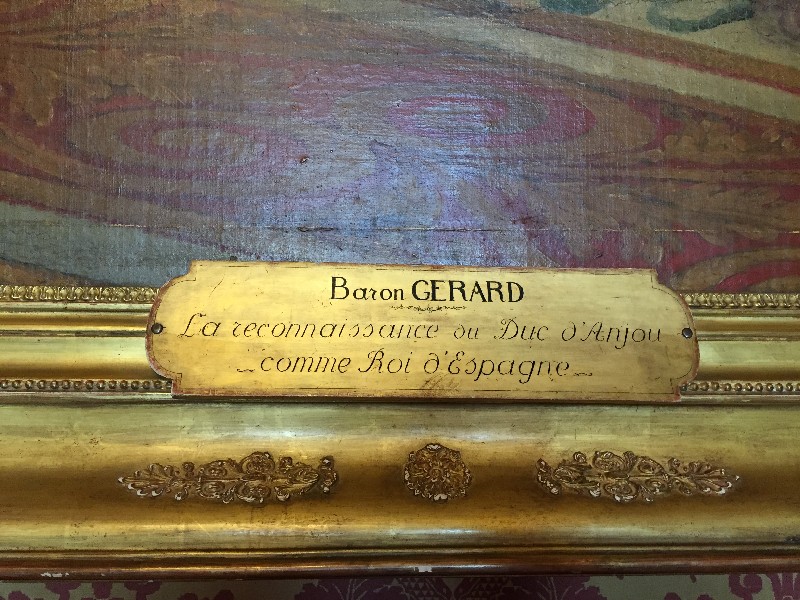 Baron GERARD
La reconnaissance du Duc d'Anjou
comme Roi d'Espagne